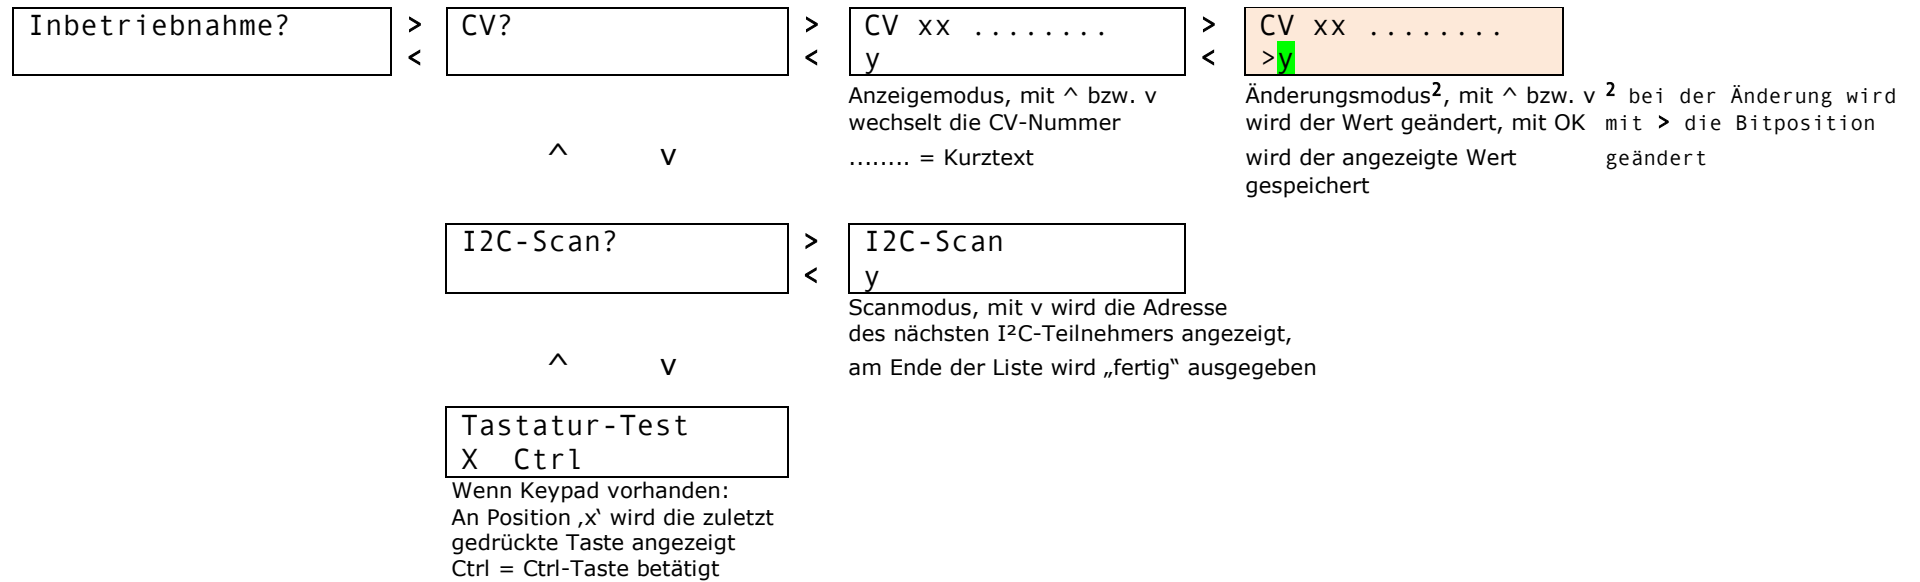 Inbetriebnahme? > CV? > CV xx ........ > CV xx ........
< < y < >y
Anzeigemodus, mit ^ bzw. v
wechselt die CV-Nummer
........ = Kurztext
Änderungsmodus², mit ^ bzw. v
wird der Wert geändert, mit OK
wird der angezeigte Wert
gespeichert
² bei der Änderung wird
mit > die Bitposition
geändert
^ v
I2C-Scan? > I2C-Scan
< y
Scanmodus, mit v wird die Adresse
des nächsten I²C-Teilnehmers angezeigt,
am Ende der Liste wird „fertig“ ausgegeben
^ v
Tastatur-Test
X Ctrl
Wenn Keypad vorhanden:
An Position ‚x‘ wird die zuletzt
gedrückte Taste angezeigt
Ctrl = Ctrl-Taste betätigt